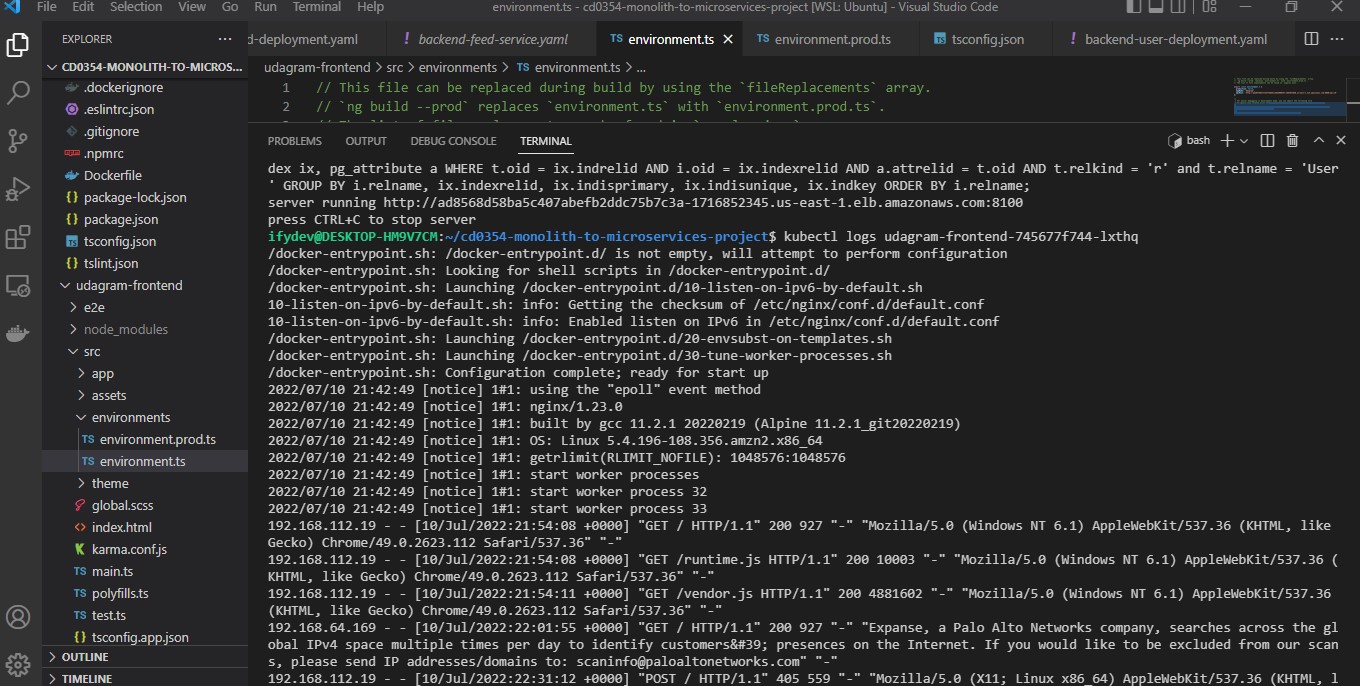 File Edit Selection View Go Run Terminal Help
environment.ts - cd0354-monolith-to-microservices-project [WSL: Ubuntu] - Visual Studio Code
EXPLORER
d-deployment.yaml
backend-feed-service.yaml
TS environment.ts
TS environment.prod.ts
tsconfig.json
backend-user-deployment.yaml
CD0354-MONOLITH-TO-MICROS...
.dockerignore
.eslintrc.json
.gitignore
.npmrc
Dockerfile
package-lock.json
package.json
tsconfig.json
tslint.json
udagram-frontend
e2e
node_modules
src
app
assets
environments
TS environment.prod.ts
TS environment.ts
theme
global.scss
index.html
karma.conf.js
TS main.ts
TS polyfills.ts
TS test.ts
tsconfig.app.json
OUTLINE
TIMELINE
udagram-frontend > src > environments > TS environment.ts > ...
1 // This file can be replaced during build by using the `fileReplacements` array.
2 // `ng build --prod` replaces `environment.ts` with `environment.prod.ts`.
PROBLEMS OUTPUT DEBUG CONSOLE TERMINAL
bash
dex ix, pg_attribute a WHERE t.oid = ix.indrelid AND i.oid = ix.indexrelid AND a.attrelid = t.oid AND t.relkind = 'r' and t.relname = 'User
' GROUP BY i.relname, ix.indexrelid, ix.indisprimary, ix.indisunique, ix.indkey ORDER BY i.relname;
server running http://ad8568d58ba5c407abefb2ddc75b7c3a-1716852345.us-east-1.elb.amazonaws.com:8100
press CTRL+C to stop server
ifydev@DESKTOP-HM9V7CM:~/cd0354-monolith-to-microservices-project$ kubectl logs udagram-frontend-745677f744-lxthq
/docker-entrypoint.sh: /docker-entrypoint.d/ is not empty, will attempt to perform configuration
/docker-entrypoint.sh: Looking for shell scripts in /docker-entrypoint.d/
/docker-entrypoint.sh: Launching /docker-entrypoint.d/10-listen-on-ipv6-by-default.sh
10-listen-on-ipv6-by-default.sh: info: Getting the checksum of /etc/nginx/conf.d/default.conf
10-listen-on-ipv6-by-default.sh: info: Enabled listen on IPv6 in /etc/nginx/conf.d/default.conf
/docker-entrypoint.sh: Launching /docker-entrypoint.d/20-envsubst-on-templates.sh
/docker-entrypoint.sh: Launching /docker-entrypoint.d/30-tune-worker-processes.sh
/docker-entrypoint.sh: Configuration complete; ready for start up
2022/07/10 21:42:49 [notice] 1#1: using the "epoll" event method
2022/07/10 21:42:49 [notice] 1#1: nginx/1.23.0
2022/07/10 21:42:49 [notice] 1#1: built by gcc 11.2.1 20220219 (Alpine 11.2.1_git20220219)
2022/07/10 21:42:49 [notice] 1#1: OS: Linux 5.4.196-108.356.amzn2.x86_64
2022/07/10 21:42:49 [notice] 1#1: getrlimit(RLIMIT_NOFILE): 1048576:1048576
2022/07/10 21:42:49 [notice] 1#1: start worker processes
2022/07/10 21:42:49 [notice] 1#1: start worker process 32
2022/07/10 21:42:49 [notice] 1#1: start worker process 33
192.168.112.19 - - [10/Jul/2022:21:54:08 +0000] "GET / HTTP/1.1" 200 927 "-" "Mozilla/5.0 (Windows NT 6.1) AppleWebKit/537.36 (KHTML, like
Gecko) Chrome/49.0.2623.112 Safari/537.36" "-"
192.168.112.19 - - [10/Jul/2022:21:54:08 +0000] "GET /runtime.js HTTP/1.1" 200 10003 "-" "Mozilla/5.0 (Windows NT 6.1) AppleWebKit/537.36 (
KHTML, like Gecko) Chrome/49.0.2623.112 Safari/537.36" "-"
192.168.112.19 - - [10/Jul/2022:21:54:11 +0000] "GET /vendor.js HTTP/1.1" 200 4881602 "-" "Mozilla/5.0 (Windows NT 6.1) AppleWebKit/537.36
(KHTML, like Gecko) Chrome/49.0.2623.112 Safari/537.36" "-"
192.168.64.169 - - [10/Jul/2022:22:01:55 +0000] "GET / HTTP/1.1" 200 927 "-" "Expanse, a Palo Alto Networks company, searches across the gl
obal IPv4 space multiple times per day to identify customers&#39; presences on the Internet. If you would like to be excluded from our scan
s, please send IP addresses/domains to: scaninfo@paloaltonetworks.com" "-"
192.168.112.19 - - [10/Jul/2022:22:31:12 +0000] "POST / HTTP/1.1" 405 559 "-" "Mozilla/5.0 (X11; Linux x86_64) AppleWebKit/537.36 (KHTML, l